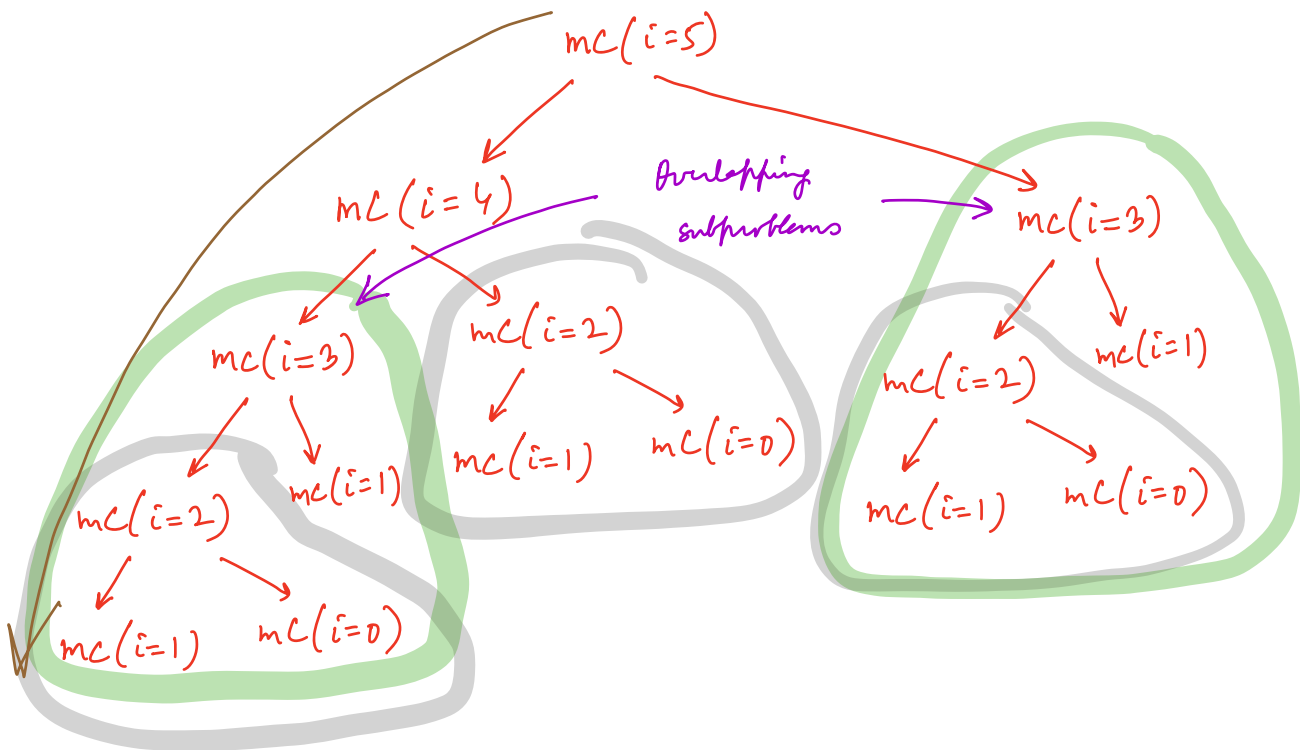 mc(i=5)
mc(i=4)
Overlapping
subproblems
mc(i=3)
mc(i=3)
mc(i=2)
mc(i=2)
mc(i=1)
mc(i=2)
mc(i=1)
mc(i=1)
mc(i=0)
mc(i=1)
mc(i=0)
mc(i=1)
mc(i=0)